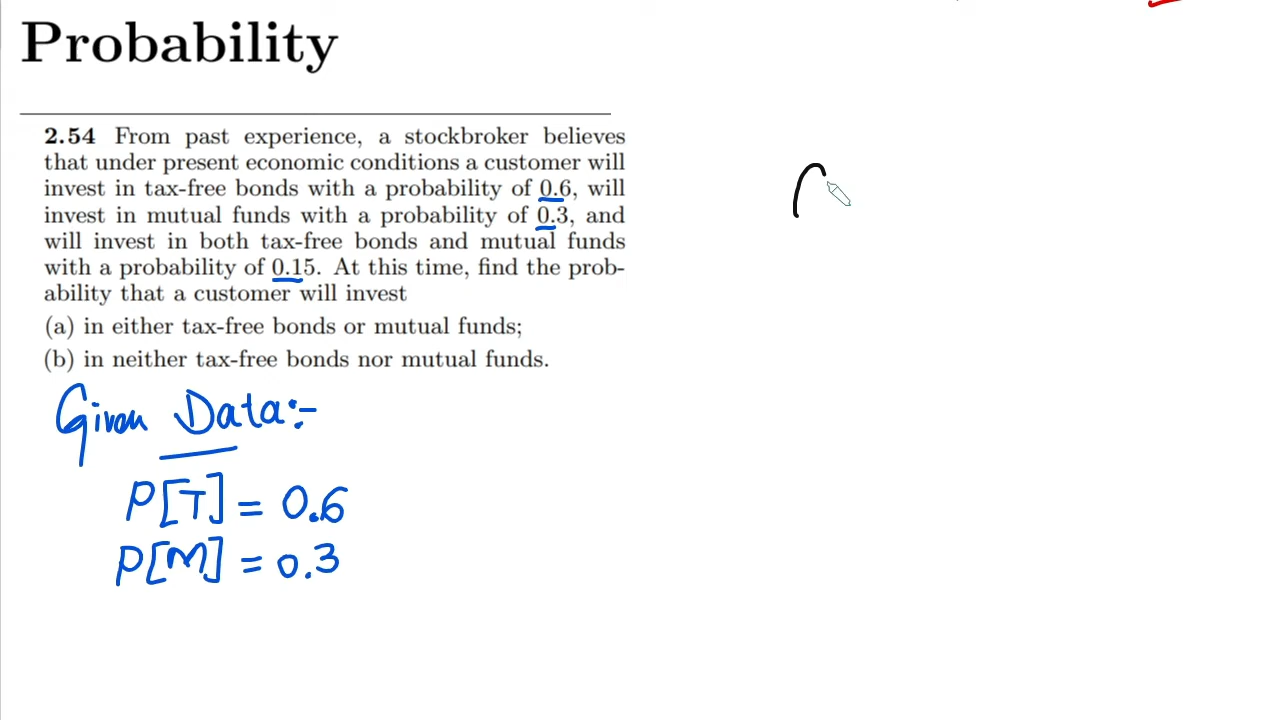 Probability
2.54 From past experience, a stockbroker believes
that under present economic conditions a customer will
invest in tax-free bonds with a probability of 0.6, will
invest in mutual funds with a probability of 0.3, and
will invest in both tax-free bonds and mutual funds
with a probability of 0.15. At this time, find the prob-
ability that a customer will invest
(a) in either tax-free bonds or mutual funds;
(b) in neither tax-free bonds nor mutual funds.
Given Data:-
P[T] = 0.6
P[M] = 0.3